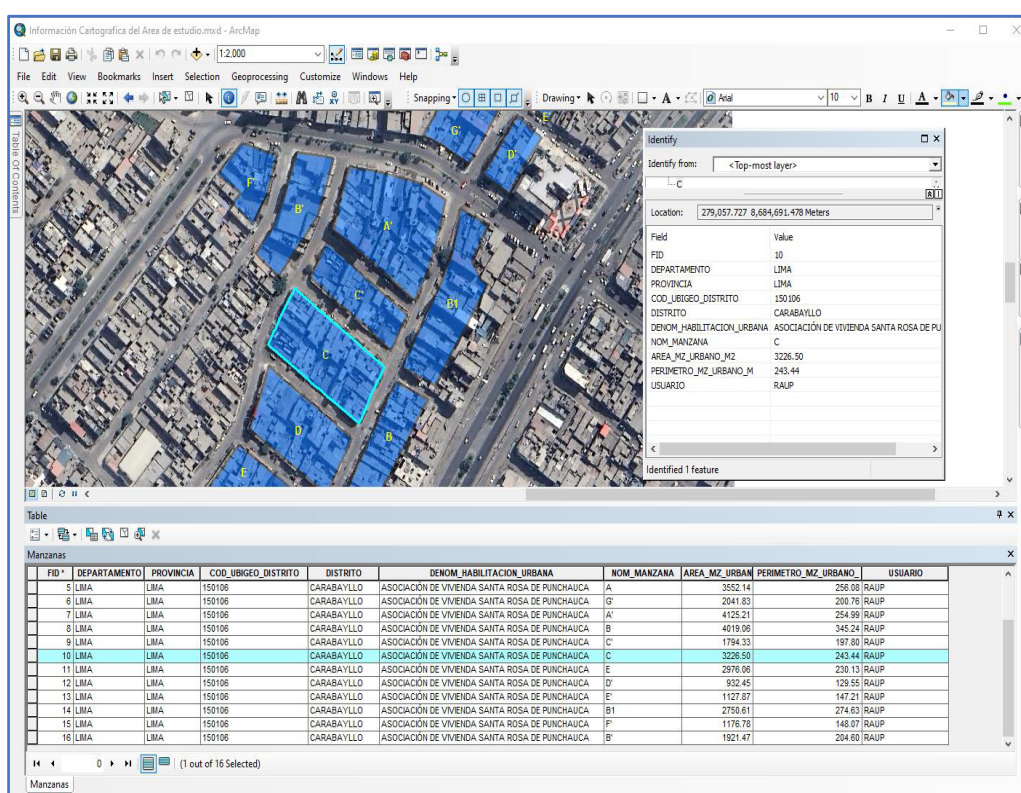 Información Cartografica del Area de estudio.mxd - ArcMap
1:2,000
File Edit View Bookmarks Insert Selection Geoprocessing Customize Windows Help
Snapping Drawing A Arial 10 B I U A
Table Of Contents
G'
E'
D'
F'
B'
A'
C'
B1
C
D
B
E
Identify
Identify from: <Top-most layer>
C
Location: 279,057.727 8,684,691.478 Meters
Field Value
FID 10
DEPARTAMENTO LIMA
PROVINCIA LIMA
COD_UBIGEO_DISTRITO 150106
DISTRITO CARABAYLLO
DENOM_HABILITACION_URBANA ASOCIACIÓN DE VIVIENDA SANTA ROSA DE PU
NOM_MANZANA C
AREA_MZ_URBANO_M2 3226.50
PERIMETRO_MZ_URBANO_M 243.44
USUARIO RAUP
Identified 1 feature
Table
Manzanas
FID * DEPARTAMENTO PROVINCIA COD_UBIGEO_DISTRITO DISTRITO DENOM_HABILITACION_URBANA NOM_MANZANA AREA_MZ_URBAN PERIMETRO_MZ_URBANO_ USUARIO
5 LIMA LIMA 150106 CARABAYLLO ASOCIACIÓN DE VIVIENDA SANTA ROSA DE PUNCHAUCA A 3552.14 256.08 RAUP
6 LIMA LIMA 150106 CARABAYLLO ASOCIACIÓN DE VIVIENDA SANTA ROSA DE PUNCHAUCA G' 2041.83 200.76 RAUP
7 LIMA LIMA 150106 CARABAYLLO ASOCIACIÓN DE VIVIENDA SANTA ROSA DE PUNCHAUCA A' 4125.21 254.99 RAUP
8 LIMA LIMA 150106 CARABAYLLO ASOCIACIÓN DE VIVIENDA SANTA ROSA DE PUNCHAUCA B 4019.06 345.24 RAUP
9 LIMA LIMA 150106 CARABAYLLO ASOCIACIÓN DE VIVIENDA SANTA ROSA DE PUNCHAUCA C' 1794.33 197.80 RAUP
10 LIMA LIMA 150106 CARABAYLLO ASOCIACIÓN DE VIVIENDA SANTA ROSA DE PUNCHAUCA C 3226.50 243.44 RAUP
11 LIMA LIMA 150106 CARABAYLLO ASOCIACIÓN DE VIVIENDA SANTA ROSA DE PUNCHAUCA E 2976.06 230.13 RAUP
12 LIMA LIMA 150106 CARABAYLLO ASOCIACIÓN DE VIVIENDA SANTA ROSA DE PUNCHAUCA D' 932.45 129.55 RAUP
13 LIMA LIMA 150106 CARABAYLLO ASOCIACIÓN DE VIVIENDA SANTA ROSA DE PUNCHAUCA E' 1127.87 147.21 RAUP
14 LIMA LIMA 150106 CARABAYLLO ASOCIACIÓN DE VIVIENDA SANTA ROSA DE PUNCHAUCA B1 2750.61 274.63 RAUP
15 LIMA LIMA 150106 CARABAYLLO ASOCIACIÓN DE VIVIENDA SANTA ROSA DE PUNCHAUCA F' 1176.78 148.07 RAUP
16 LIMA LIMA 150106 CARABAYLLO ASOCIACIÓN DE VIVIENDA SANTA ROSA DE PUNCHAUCA B' 1921.47 204.60 RAUP
0 (1 out of 16 Selected)
Manzanas